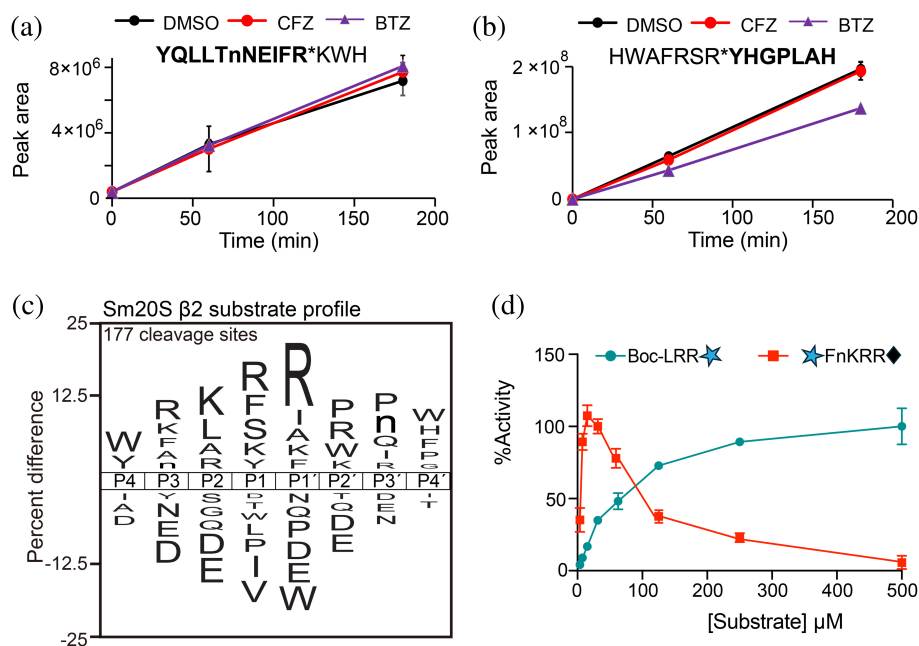 (a)
DMSO CFZ BTZ
YQLLTnNEIFR*KWH
Peak area
8×10⁶
4×10⁶
0
0 50 100 150 200
Time (min)
(b)
DMSO CFZ BTZ
HWAFRSR*YHGPLAH
Peak area
2×10⁸
1×10⁸
0
0 50 100 150 200
Time (min)
(c)
Sm20S β2 substrate profile
177 cleavage sites
Percent difference
25
12.5
-12.5
-25
W Y
R K F A n
K L A R
R F S K Y
R I A K F
P R W K
P n Q I R
W H F P G
P4 P3 P2 P1 P1′ P2′ P3′ P4′
I A D
Y N E D
S G Q D E
D T W L P I V
N Q P D E W
T Q D E
D E N
I T
(d)
Boc-LRR FnKRR
%Activity
150
100
50
0
0 100 200 300 400 500
[Substrate] µM